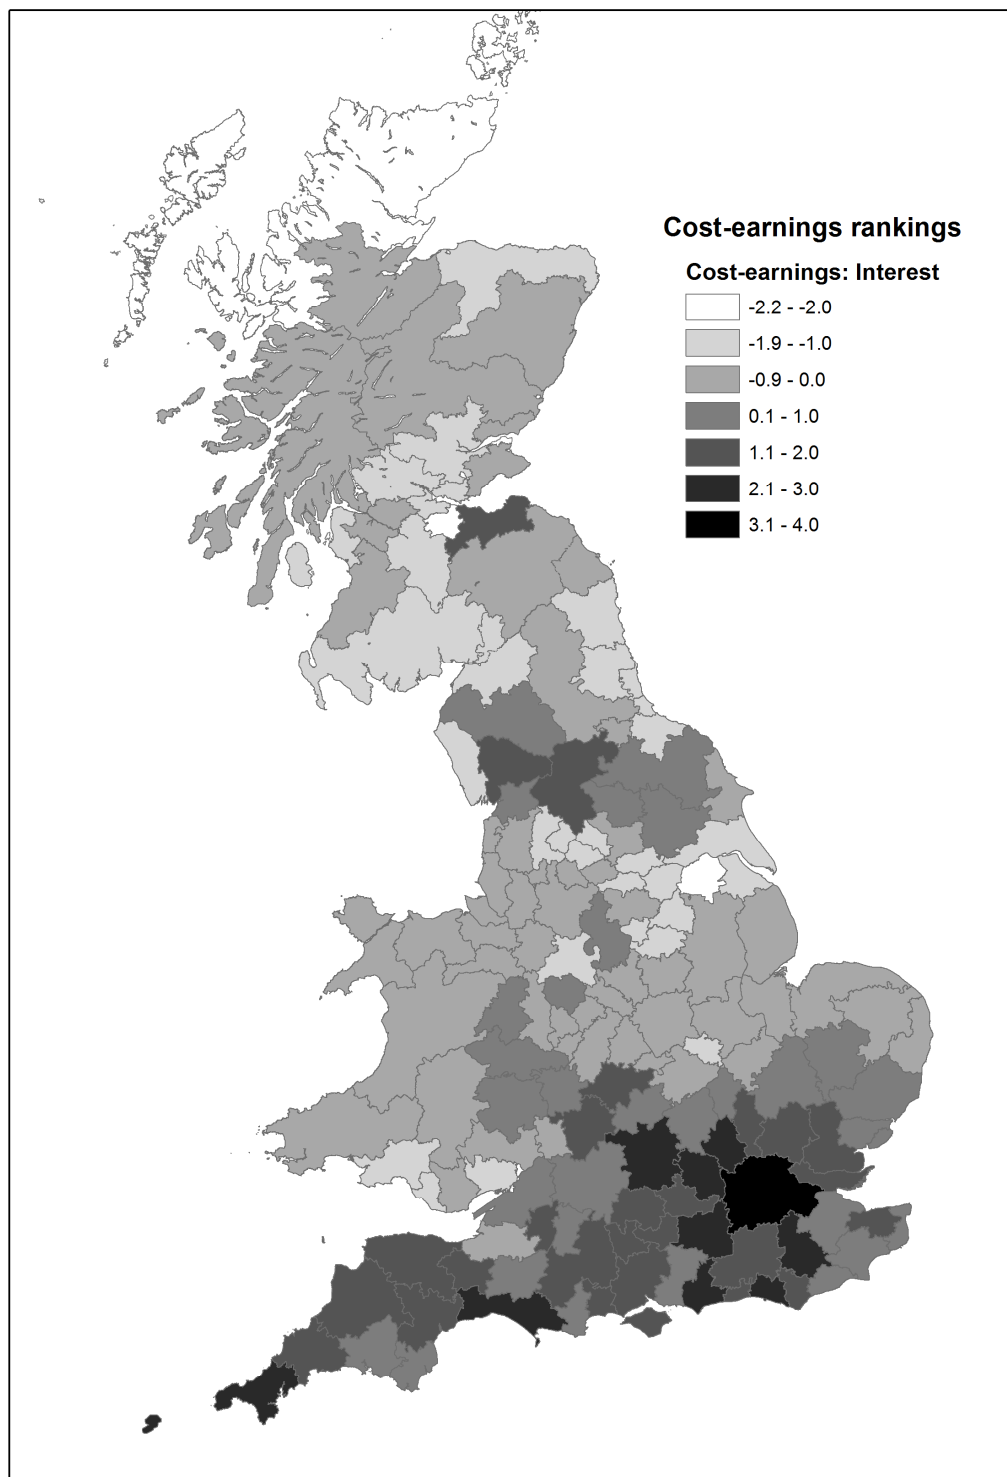 Cost-earnings rankings
Cost-earnings: Interest
-2.2 - -2.0
-1.9 - -1.0
-0.9 - 0.0
0.1 - 1.0
1.1 - 2.0
2.1 - 3.0
3.1 - 4.0